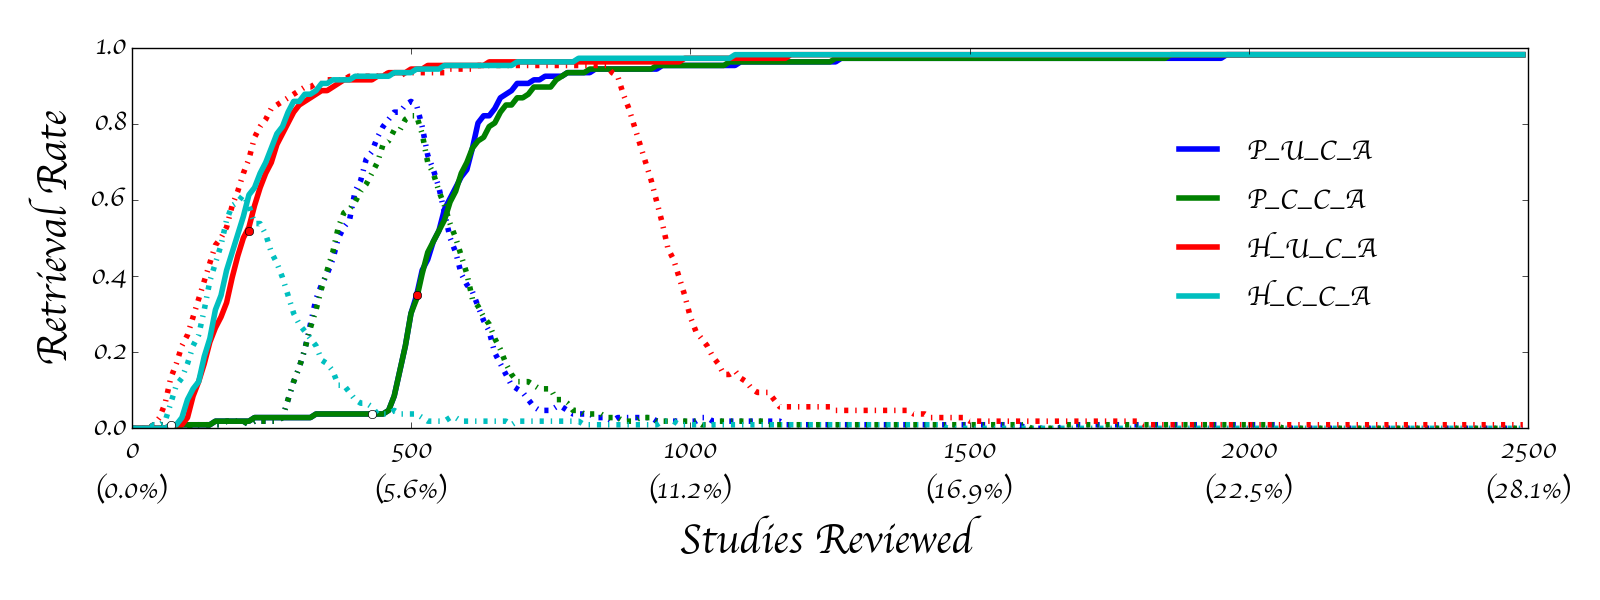 Retrieval Rate
1.0
0.8
0.6
0.4
0.2
0.0
P_U_C_A
P_C_C_A
H_U_C_A
H_C_C_A
0 500 1000 1500 2000 2500
(0.0%) (5.6%) (11.2%) (16.9%) (22.5%) (28.1%)
Studies Reviewed